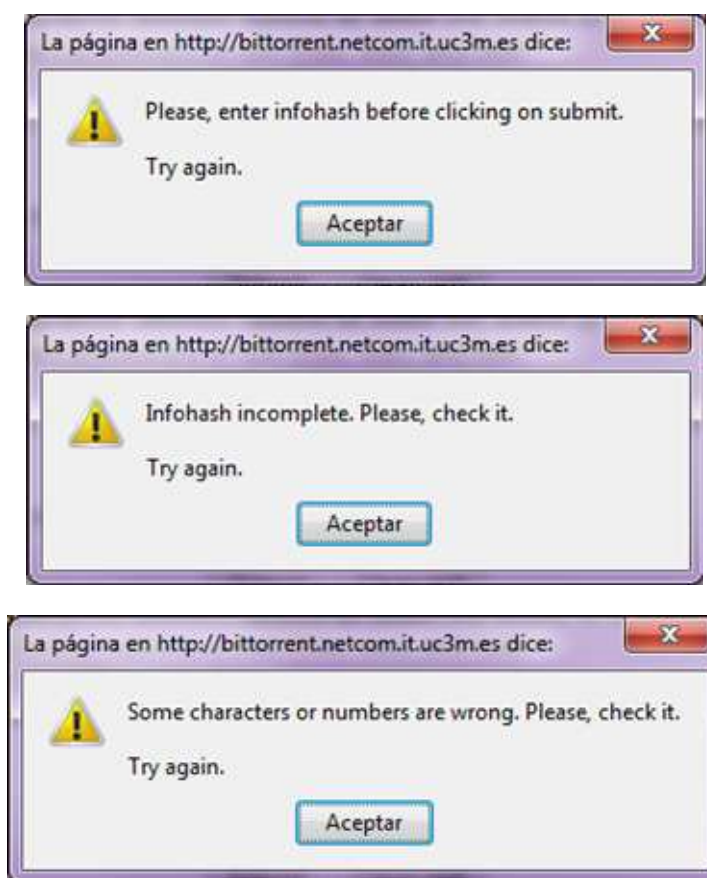 La página en http://bittorrent.netcom.it.uc3m.es dice:
Please, enter infohash before clicking on submit.
Try again.
Aceptar
La página en http://bittorrent.netcom.it.uc3m.es dice:
Infohash incomplete. Please, check it.
Try again.
Aceptar
La página en http://bittorrent.netcom.it.uc3m.es dice:
Some characters or numbers are wrong. Please, check it.
Try again.
Aceptar